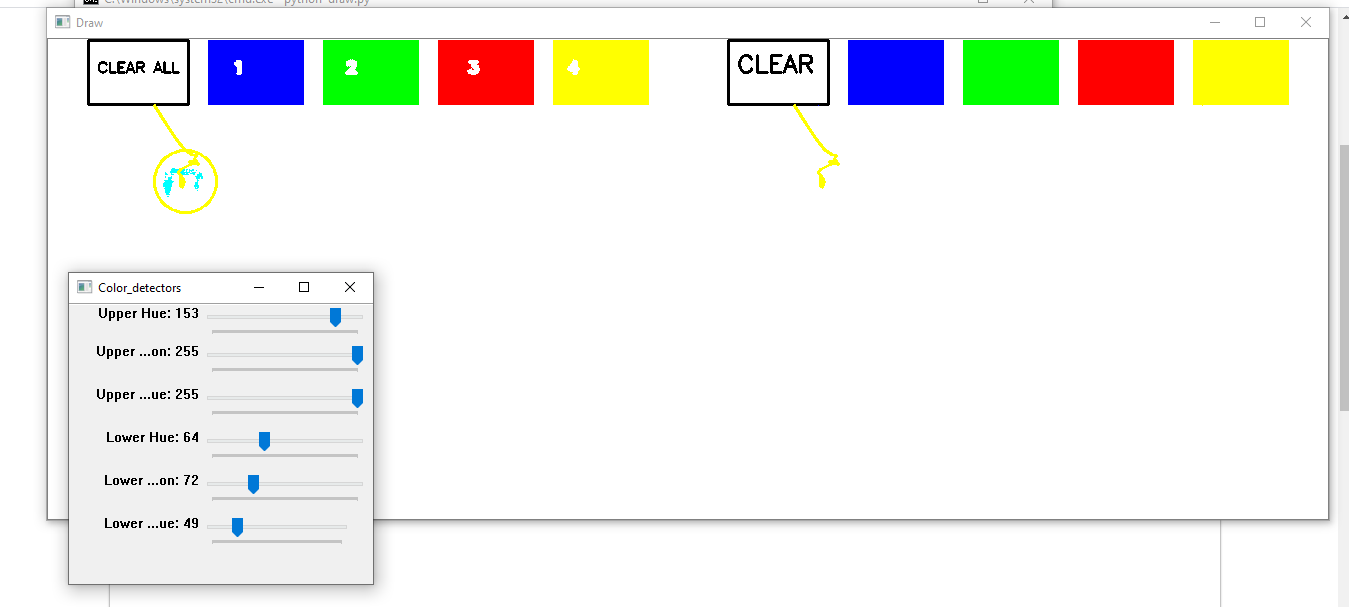 C:\Windows\system32\cmd.exe - python draw.py
Draw
CLEAR ALL 1 2 3 4 CLEAR
Color_detectors
Upper Hue: 153
Upper ...on: 255
Upper ...ue: 255
Lower Hue: 64
Lower ...on: 72
Lower ...ue: 49